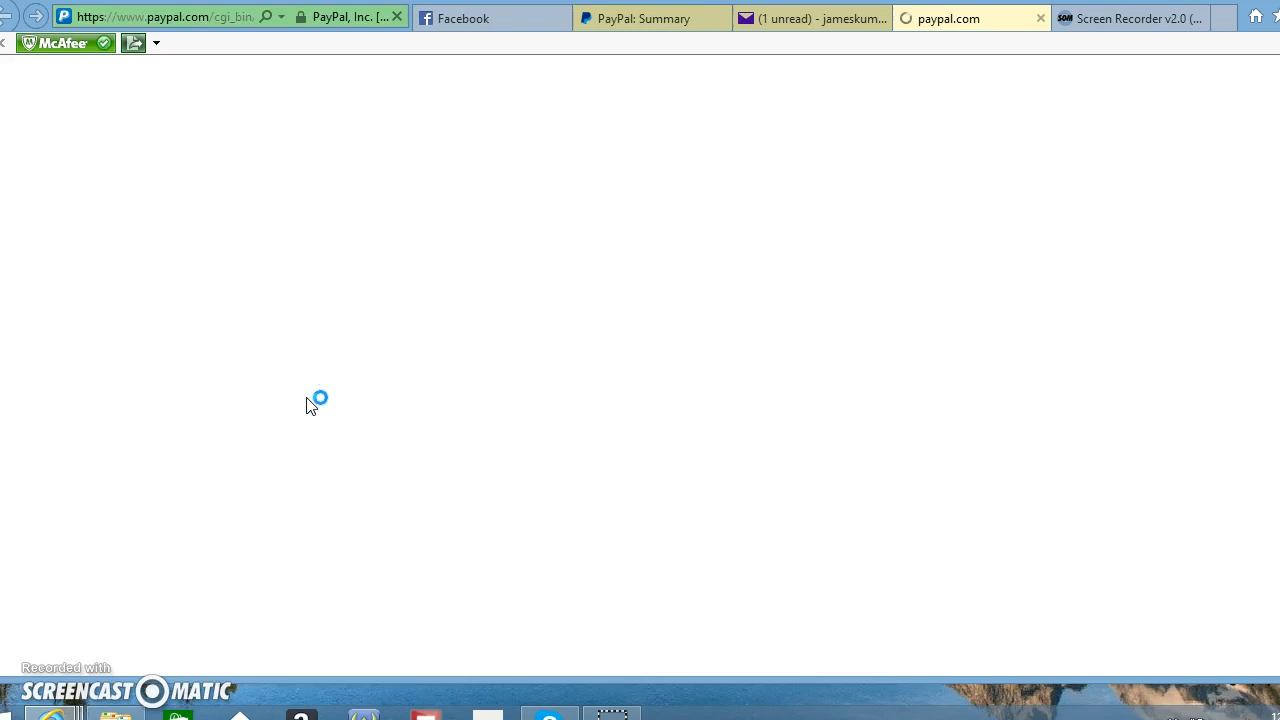 https://www.paypal.com/cgi_bin/ PayPal, Inc. [... Facebook PayPal: Summary (1 unread) - jameskum... paypal.com Screen Recorder v2.0 (...
McAfee
Recorded with
SCREENCAST MATIC